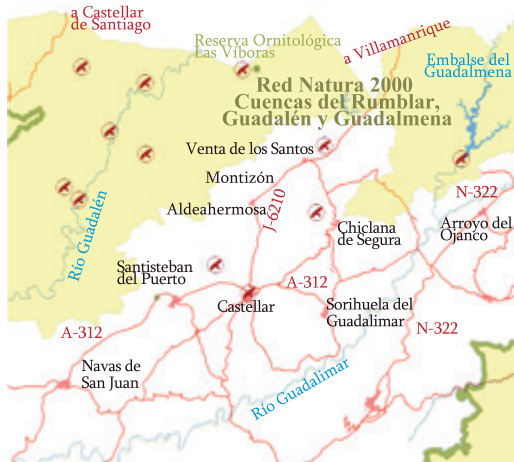 a Castellar
de Santiago
Reserva Ornitológica
Las Víboras
a Villamanrique
Embalse del
Guadalmena
Red Natura 2000
Cuencas del Rumblar,
Guadalén y Guadalmena
Venta de los Santos
Montizón
N-322
Aldeahermosa
J-6210
Río Guadalén
Chiclana
de Segura
Arroyo del
Ojanco
Santisteban
del Puerto
A-312
Castellar
Sorihuela del
Guadalimar
A-312
N-322
Navas de
San Juan
Río Guadalimar